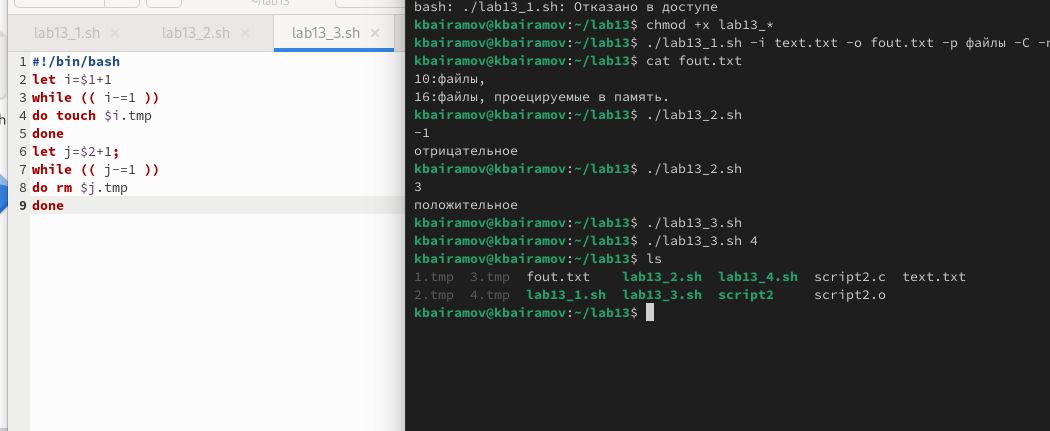 ~/lab13
lab13_1.sh × lab13_2.sh × lab13_3.sh ×
1 #!/bin/bash
2 let i=$1+1
3 while (( i-=1 ))
4 do touch $i.tmp
5 done
6 let j=$2+1;
7 while (( j-=1 ))
8 do rm $j.tmp
9 done
bash: ./lab13_1.sh: Отказано в доступе
kbairamov@kbairamov:~/lab13$ chmod +x lab13_*
kbairamov@kbairamov:~/lab13$ ./lab13_1.sh -i text.txt -o fout.txt -p файлы -C -n
kbairamov@kbairamov:~/lab13$ cat fout.txt
10:файлы,
16:файлы, проецируемые в память.
kbairamov@kbairamov:~/lab13$ ./lab13_2.sh
-1
отрицательное
kbairamov@kbairamov:~/lab13$ ./lab13_2.sh
3
положительное
kbairamov@kbairamov:~/lab13$ ./lab13_3.sh
kbairamov@kbairamov:~/lab13$ ./lab13_3.sh 4
kbairamov@kbairamov:~/lab13$ ls
1.tmp 3.tmp fout.txt lab13_2.sh lab13_4.sh script2.c text.txt
2.tmp 4.tmp lab13_1.sh lab13_3.sh script2 script2.o
kbairamov@kbairamov:~/lab13$